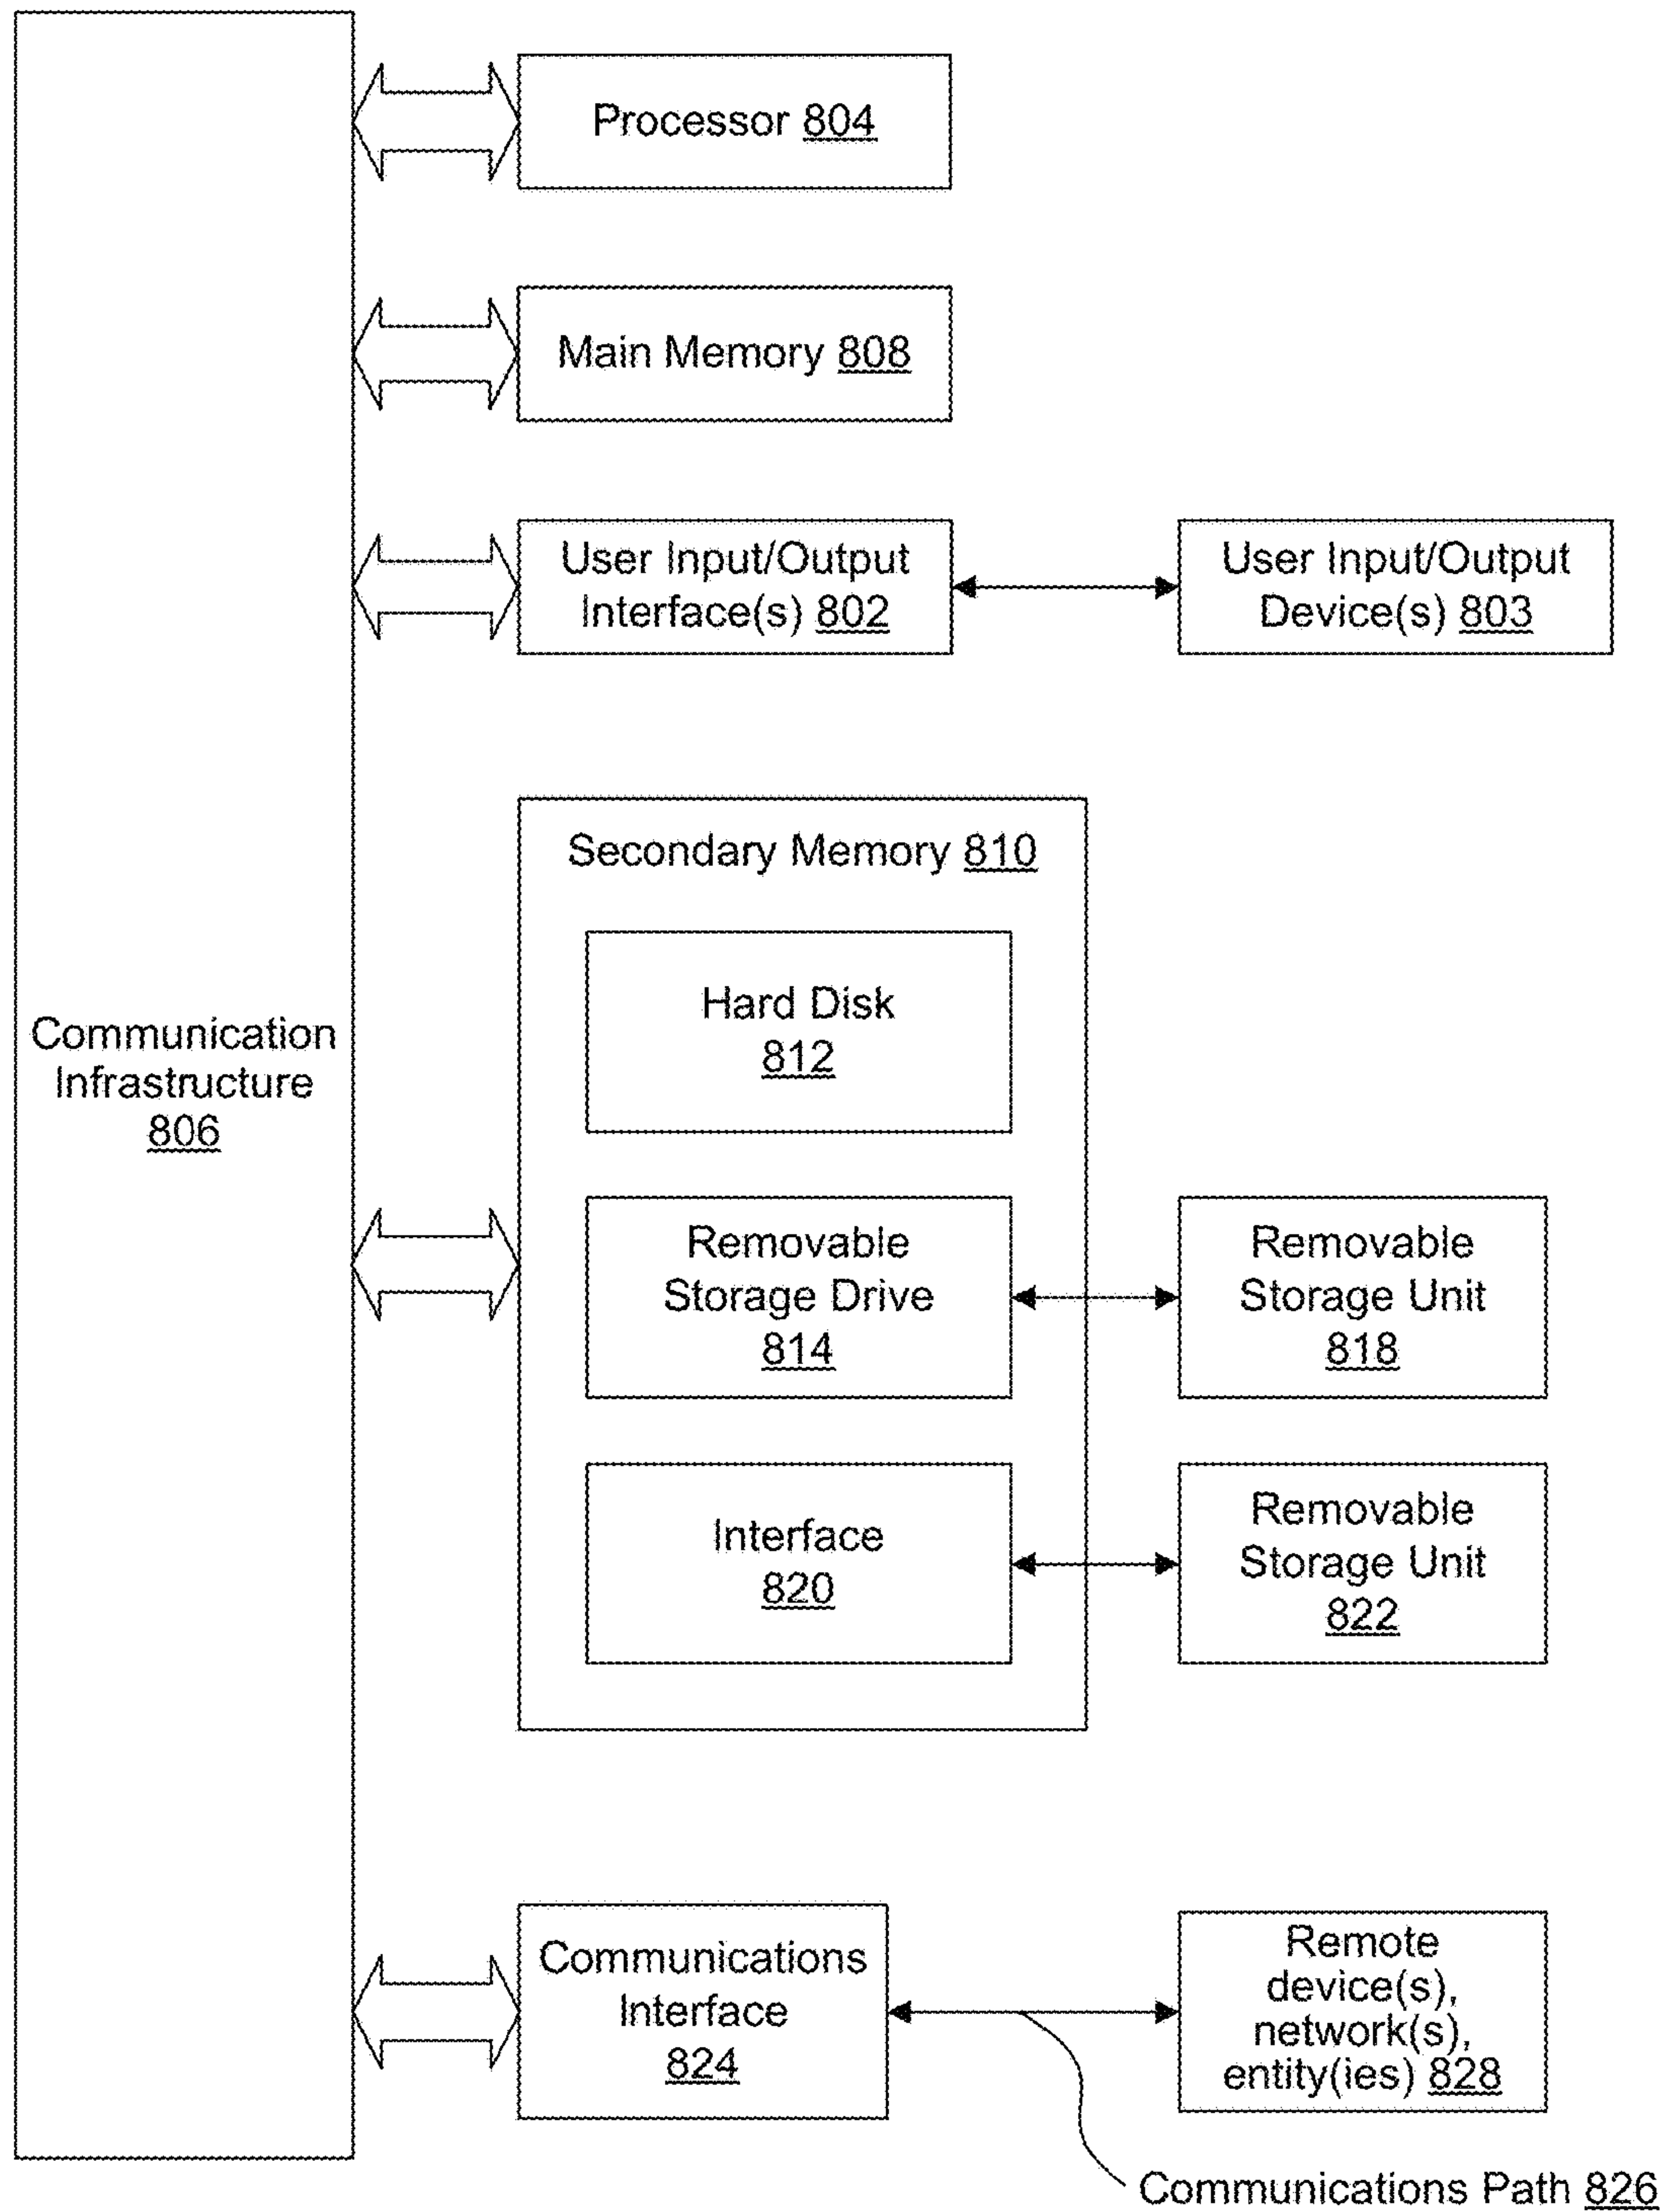 Processor 804
Main Memory 808
User Input/Output
Interface(s) 802
User Input/Output
Device(s) 803
Secondary Memory 810
Hard Disk
812
Communication
Infrastructure
806
Removable
Storage Drive
814
Removable
Storage Unit
818
Interface
820
Removable
Storage Unit
822
Communications
Interface
824
Remote
device(s),
network(s),
entity(ies) 828
Communications Path 826